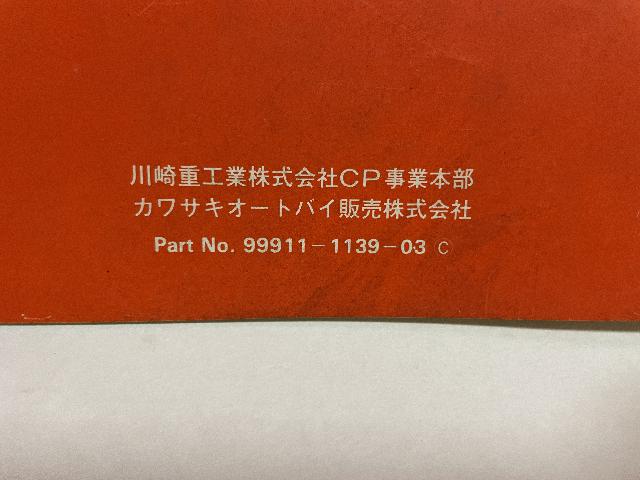 川崎重工業株式会社CP事業本部
カワサキオートバイ販売株式会社
Part No. 99911-1139-03 C